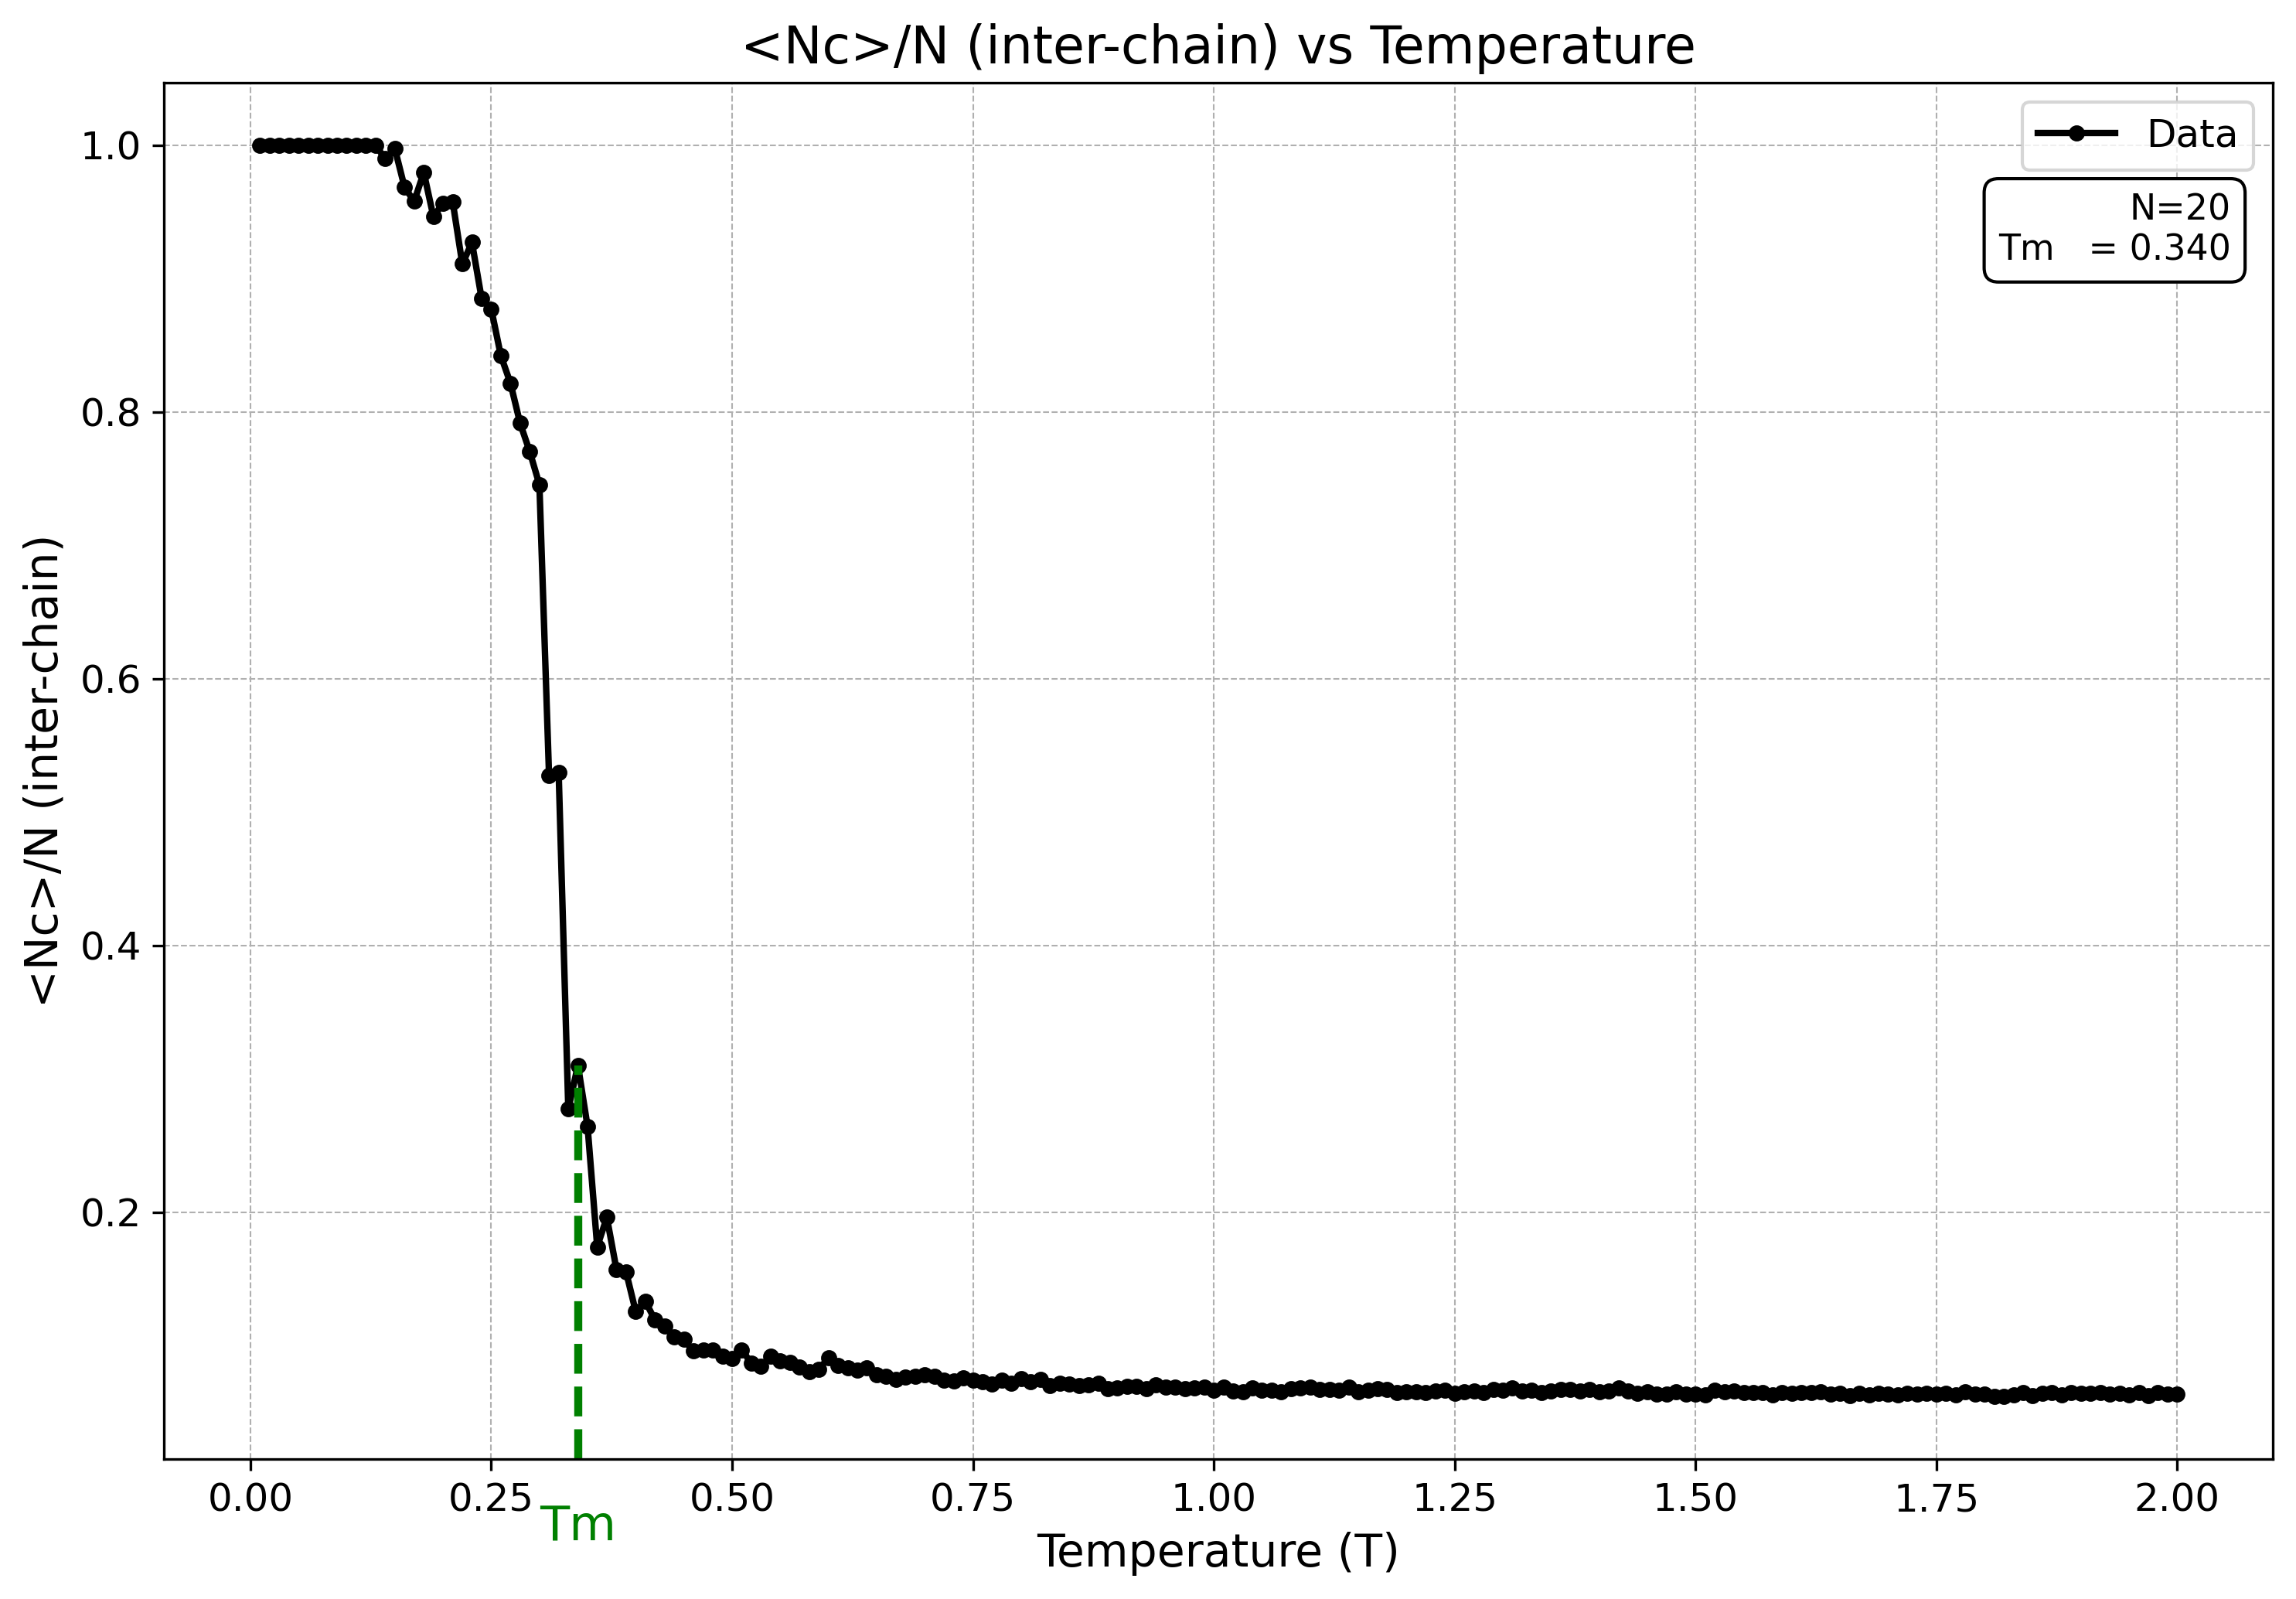 <Nc>/N (inter-chain) vs Temperature
Data
N=20
Tm = 0.340
<Nc>/N (inter-chain)
1.0
0.8
0.6
0.4
0.2
0.00 0.25 0.50 0.75 1.00 1.25 1.50 1.75 2.00
Tm
Temperature (T)